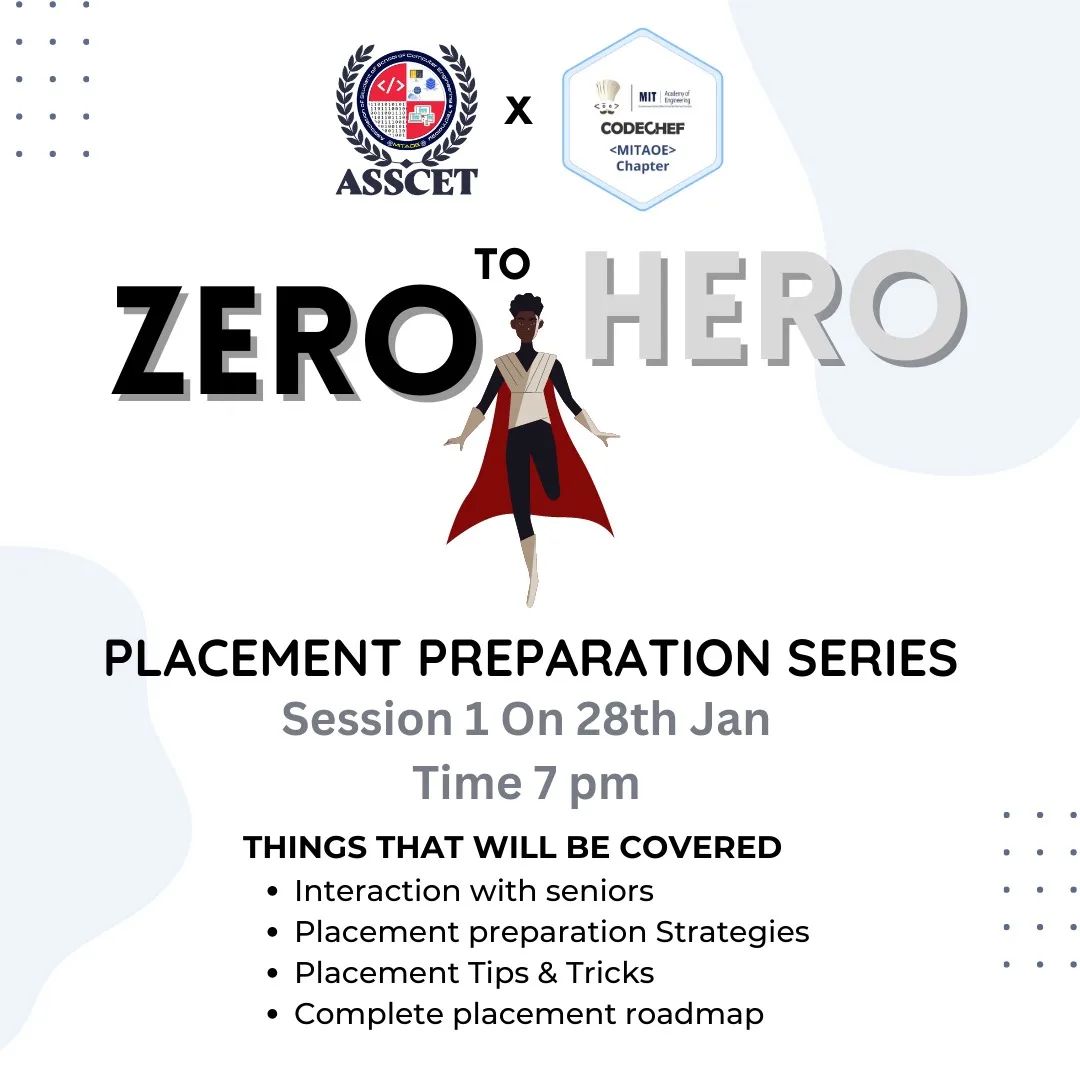 ASSCET
X
MIT Academy of Engineering
CODECHEF
<MITAOE>
Chapter
ZERO TO HERO
PLACEMENT PREPARATION SERIES
Session 1 On 28th Jan
Time 7 pm
THINGS THAT WILL BE COVERED
• Interaction with seniors
• Placement preparation Strategies
• Placement Tips & Tricks
• Complete placement roadmap